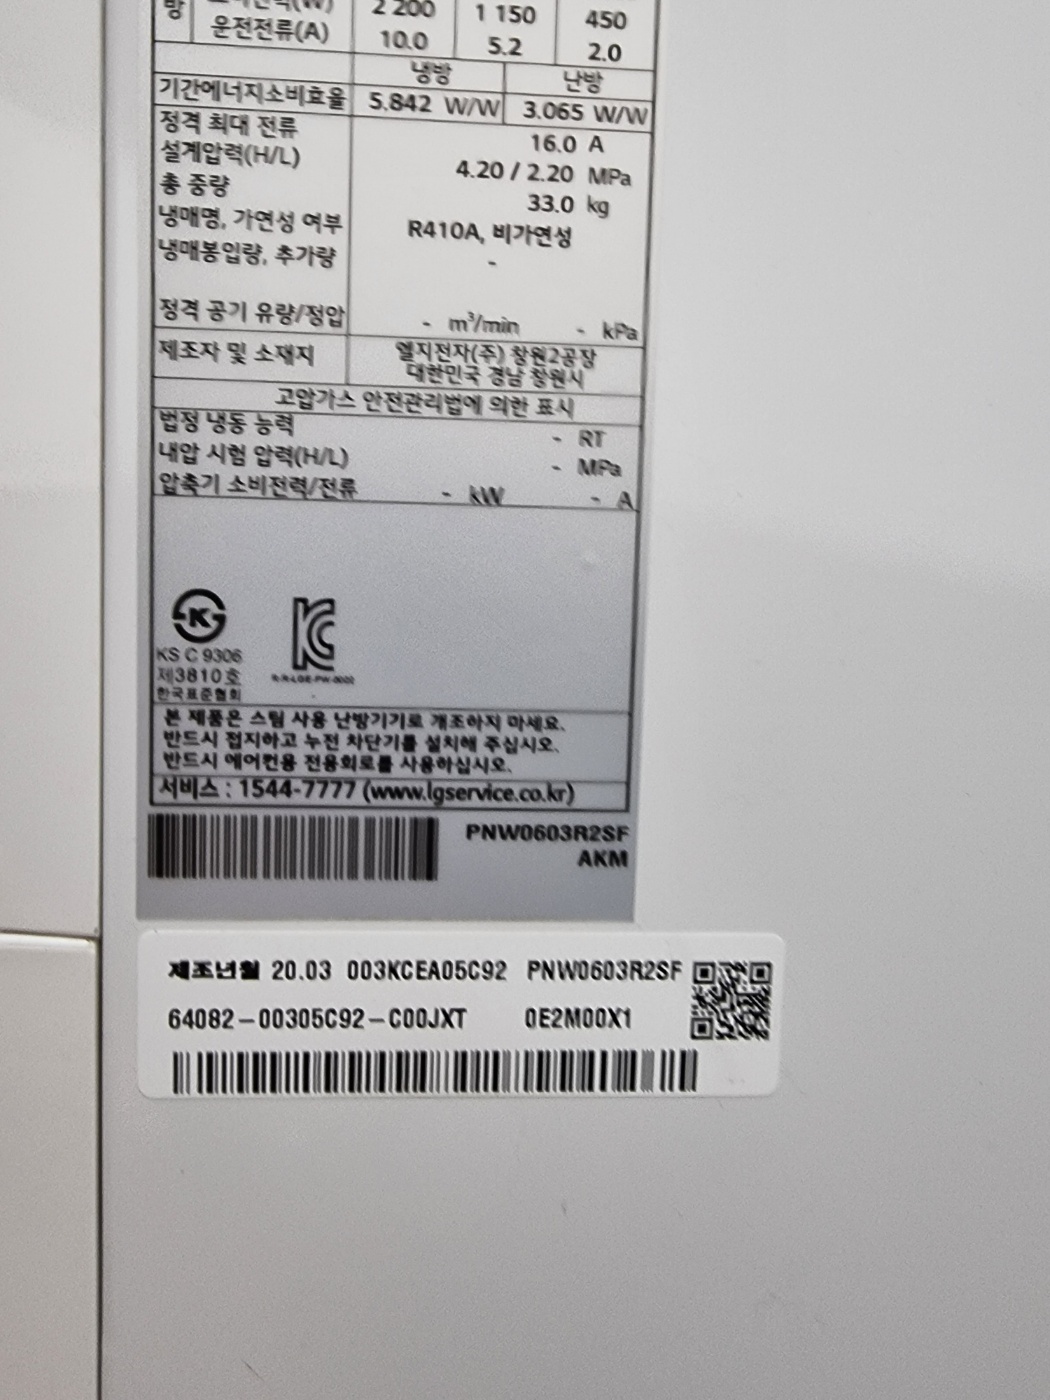 방 소비전력(W) 2 200 1 150 450
운전전류(A) 10.0 5.2 2.0
냉방 난방
기간에너지소비효율 5.842 W/W 3.065 W/W
정격 최대 전류 16.0 A
설계압력(H/L) 4.20 / 2.20 MPa
총 중량 33.0 kg
냉매명, 가연성 여부 R410A, 비가연성
냉매봉입량, 추가량 -
정격 공기 유량/정압 - m³/min - kPa
제조자 및 소재지 엘지전자(주) 창원2공장
대한민국 경남 창원시
고압가스 안전관리법에 의한 표시
법정 냉동 능력 - RT
내압 시험 압력(H/L) - MPa
압축기 소비전력/전류 - kW - A
K
KC
KS C 9306
제3810호
R-R-LGE-PW-0602
한국표준협회
본 제품은 스팀 사용 난방기기로 개조하지 마세요.
반드시 접지하고 누전 차단기를 설치해 주십시오.
반드시 에어컨용 전용회로를 사용하십시오.
서비스 : 1544-7777 (www.lgservice.co.kr)
PNW0603R2SF
AKM
제조년월 20.03 003KCEA05C92 PNW0603R2SF
64082-00305C92-C00JXT 0E2M00X1